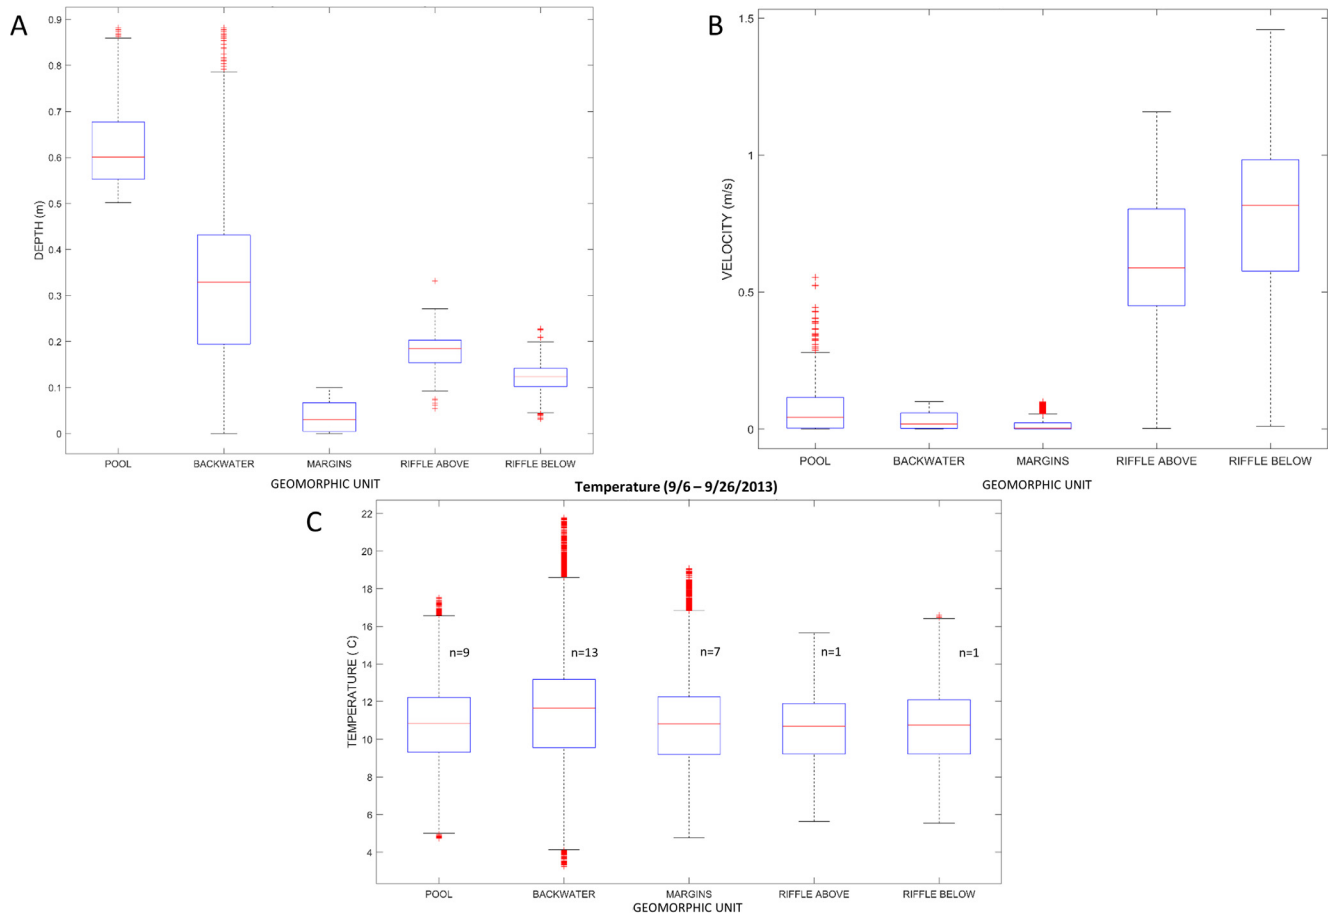 A
0.9
0.8
0.7
0.6
0.5
0.4
0.3
0.2
0.1
0
DEPTH (m)
POOL BACKWATER MARGINS RIFFLE ABOVE RIFFLE BELOW
GEOMORPHIC UNIT
B
1.5
1
0.5
0
VELOCITY (m/s)
POOL BACKWATER MARGINS RIFFLE ABOVE RIFFLE BELOW
GEOMORPHIC UNIT
Temperature (9/6 – 9/26/2013)
C
22
20
18
16
14
12
10
8
6
4
TEMPERATURE ( C)
n=9 n=13 n=7 n=1 n=1
POOL BACKWATER MARGINS RIFFLE ABOVE RIFFLE BELOW
GEOMORPHIC UNIT